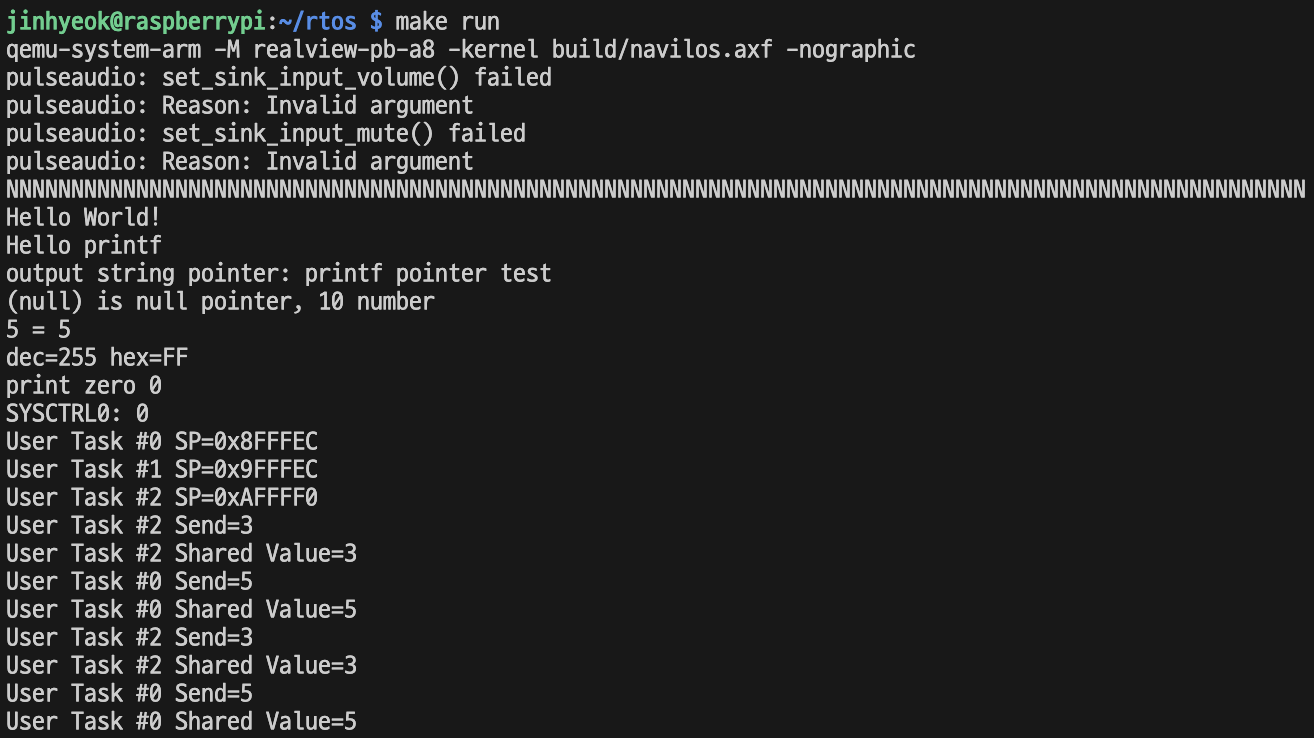 jinhyeok@raspberrypi:~/rtos $ make run
qemu-system-arm -M realview-pb-a8 -kernel build/navilos.axf -nographic
pulseaudio: set_sink_input_volume() failed
pulseaudio: Reason: Invalid argument
pulseaudio: set_sink_input_mute() failed
pulseaudio: Reason: Invalid argument
NNNNNNNNNNNNNNNNNNNNNNNNNNNNNNNNNNNNNNNNNNNNNNNNNNNNNNNNNNNNNNNNNNNNNNNNNNNNNNNNNNNNNNNNNNNNNNNNNNNN
Hello World!
Hello printf
output string pointer: printf pointer test
(null) is null pointer, 10 number
5 = 5
dec=255 hex=FF
print zero 0
SYSCTRL0: 0
User Task #0 SP=0x8FFFEC
User Task #1 SP=0x9FFFEC
User Task #2 SP=0xAFFFF0
User Task #2 Send=3
User Task #2 Shared Value=3
User Task #0 Send=5
User Task #0 Shared Value=5
User Task #2 Send=3
User Task #2 Shared Value=3
User Task #0 Send=5
User Task #0 Shared Value=5